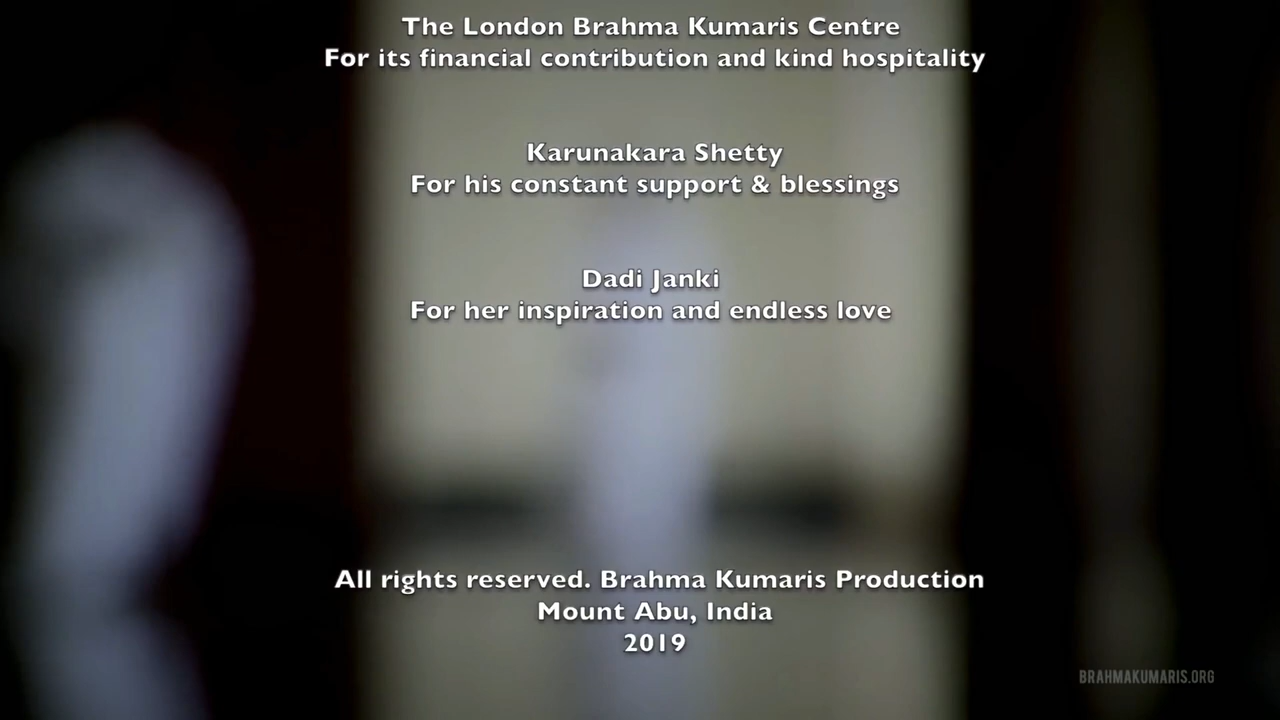 The London Brahma Kumaris Centre
For its financial contribution and kind hospitality
Karunakara Shetty
For his constant support & blessings
Dadi Janki
For her inspiration and endless love
All rights reserved. Brahma Kumaris Production
Mount Abu, India
2019
BRAHMAKUMARIS.ORG